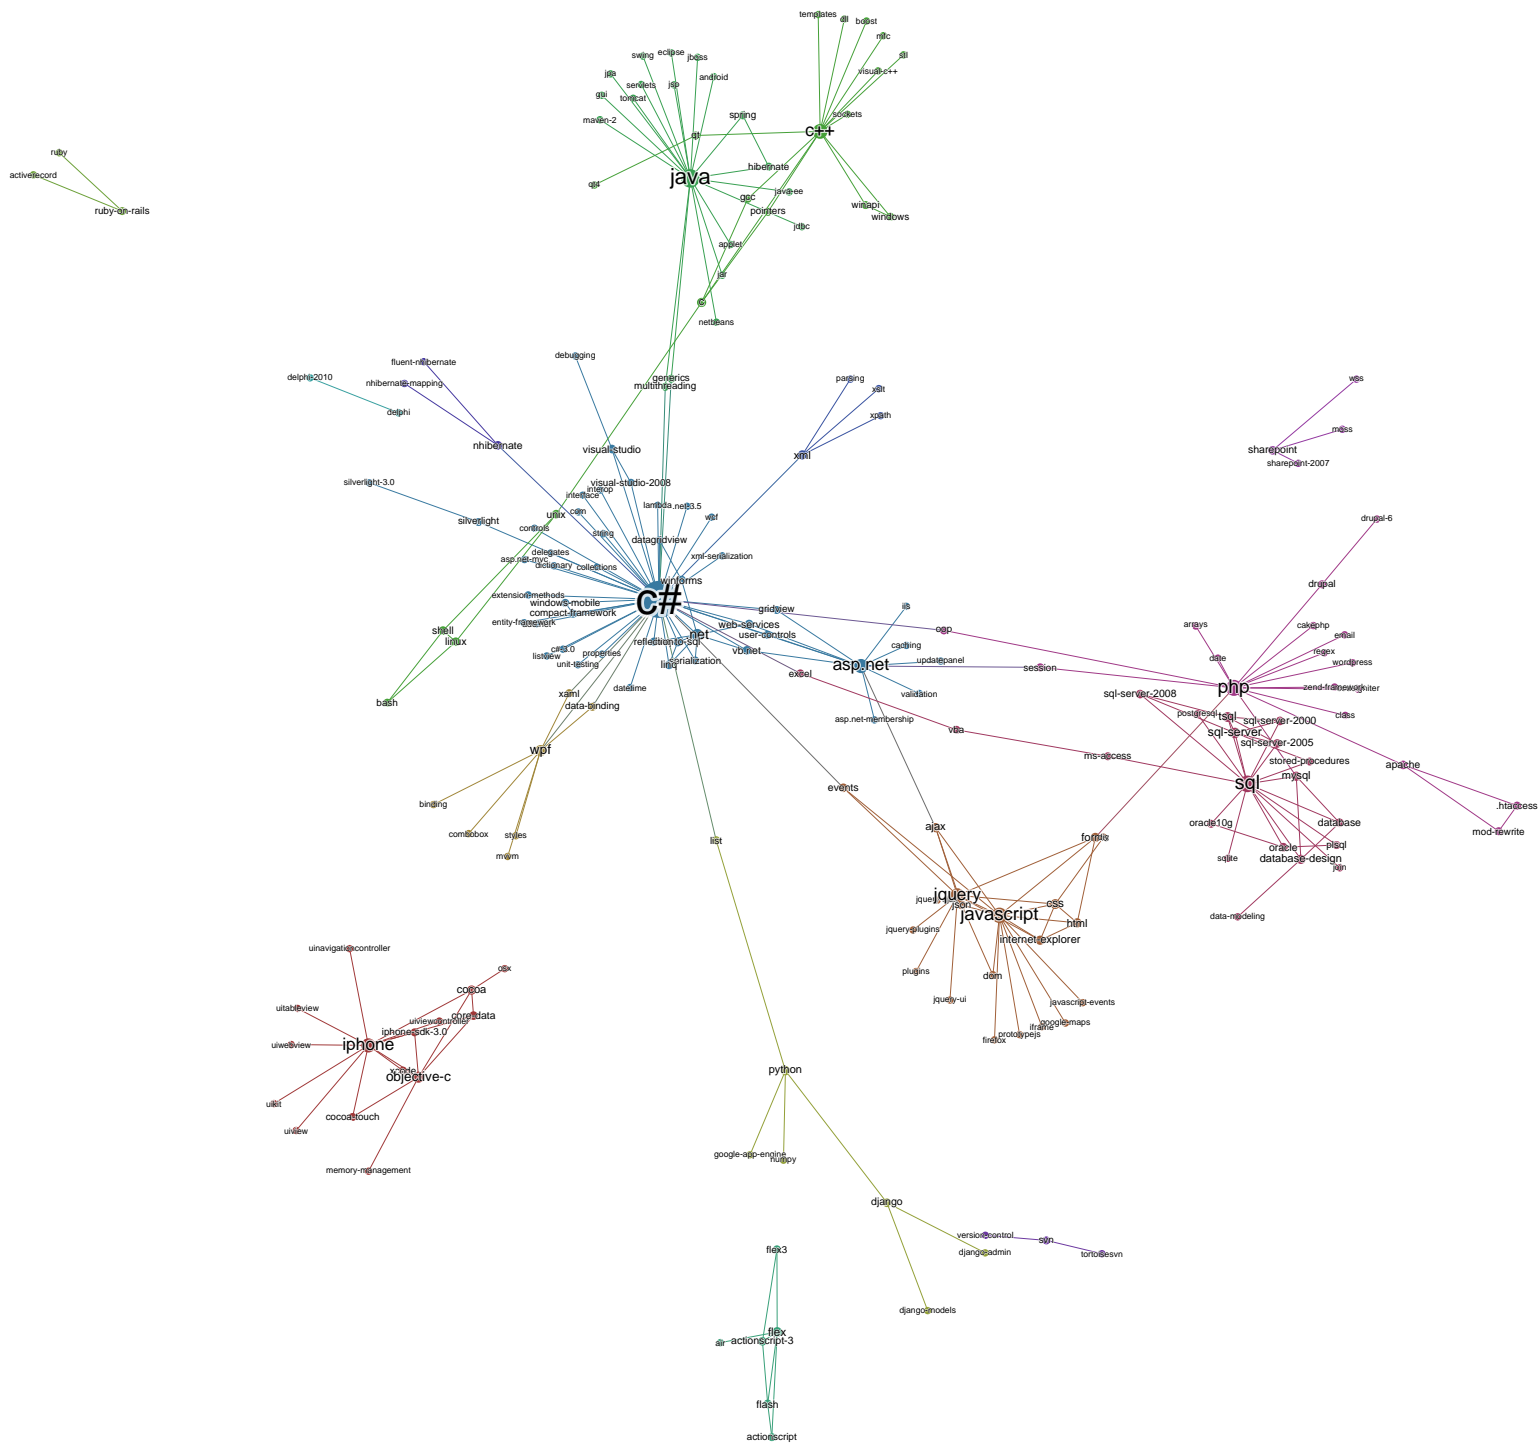 templates
dll
boost
mfc
stl
visual-c++
sockets
c++
swing
eclipse
jboss
jpa
servlets
jsp
android
gui
tomcat
maven-2
spring
qt
java
hibernate
qt4
gcc
java-ee
pointers
jdbc
winapi
windows
applet
jar
c
netbeans
ruby
activerecord
ruby-on-rails
fluent-nhibernate
nhibernate-mapping
delphi
nhibernate
debugging
generics
multithreading
parsing
xslt
xpath
xml
wss
moss
sharepoint
sharepoint-2007
visual-studio
visual-studio-2008
silverlight-3.0
silverlight
interop
interface
com
unix
controls
string
lambda
.net-3.5
wcf
datagridview
xml-serialization
delegates
asp.net-mvc
dictionary
collections
winforms
c#
extension-methods
windows-mobile
compact-framework
entity-framework
gridview
iis
web-services
user-controls
oop
shell
linux
.net
vb.net
caching
updatepanel
asp.net
validation
asp.net-membership
c#-3.0
listview
unit-testing
properties
linq
serialization
datetime
excel
session
xaml
data-binding
bash
wpf
binding
combobox
styles
mvvm
list
vba
ms-access
drupal-6
drupal
arrays
cakephp
email
date
regex
wordpress
php
zend-framework
class
sql-server-2008
postgresql
tsql
sql-server-2000
sql-server
sql-server-2005
stored-procedures
mysql
sql
apache
.htaccess
mod-rewrite
oracle10g
database
oracle
plsql
database-design
sqlite
join
data-modeling
events
ajax
jquery
json
javascript
css
html
internet-explorer
jquery-plugins
plugins
dom
jquery-ui
javascript-events
google-maps
iframe
prototypejs
firefox
uinavigationcontroller
osx
cocoa
uitableview
core-data
uiviewcontroller
iphone-sdk-3.0
uiwebview
iphone
xcode
objective-c
uikit
cocoa-touch
uiview
memory-management
python
google-app-engine
numpy
django
version-control
svn
django-admin
tortoisesvn
django-models
flex3
flex
air
actionscript-3
flash
actionscript